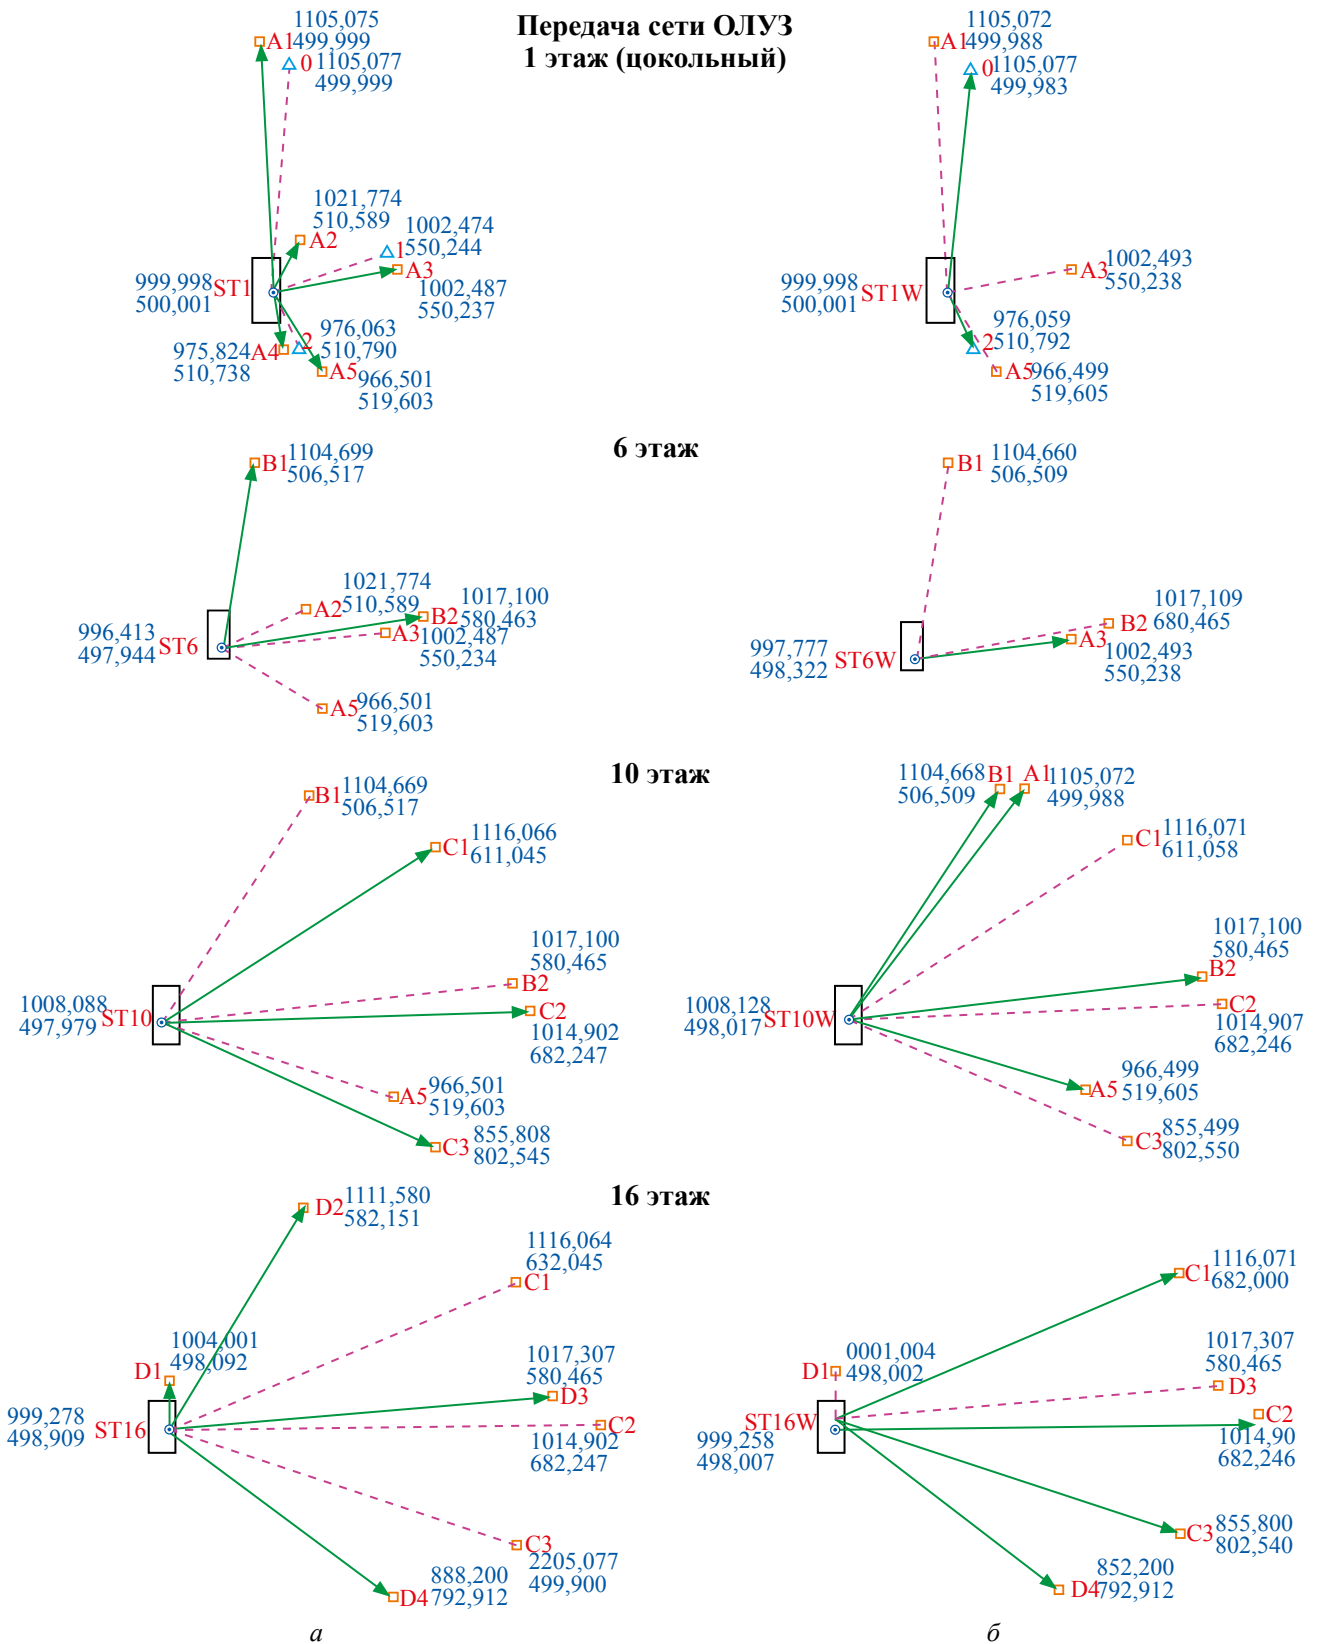 Передача сети ОЛУЗ
1 этаж (цокольный)
1105,075
A1 499,999
0 1105,077
499,999
1021,774
510,589
A2
1002,474
1 550,244
A3
1002,487
550,237
999,998
500,001
ST1
976,063
2 510,790
975,824 A4
510,738
A5 966,501
519,603
1105,072
A1 499,988
0 1105,077
499,983
999,998
500,001
ST1W
A3 1002,493
550,238
976,059
2 510,792
A5 966,499
519,605
6 этаж
B1 1104,699
506,517
1021,774
A2 510,589
1017,100
580,463
B2
A3 1002,487
550,234
996,413
497,944
ST6
A5 966,501
519,603
B1 1104,660
506,509
1017,109
680,465
B2
A3
1002,493
550,238
997,777
498,322
ST6W
10 этаж
B1 1104,669
506,517
C1 1116,066
611,045
1017,100
580,465
B2
C2
1014,902
682,247
1008,088
497,979
ST10
A5 966,501
519,603
C3 855,808
802,545
1104,668 B1
506,509
A1 1105,072
499,988
C1 1116,071
611,058
1017,100
580,465
B2
C2
1014,907
682,246
1008,128
498,017
ST10W
A5 966,499
519,605
C3 855,499
802,550
16 этаж
D2 1111,580
582,151
1116,064
632,045
C1
1004,001
498,092
D1
1017,307
580,465
D3
999,278
498,909
ST16
C2
1014,902
682,247
C3
2205,077
499,900
888,200
D4 792,912
1116,071
C1 682,000
D1 0001,004
498,002
1017,307
580,465
D3
ST16W
999,258
498,007
C2
1014,90
682,246
C3 855,800
802,540
852,200
D4 792,912
а
б